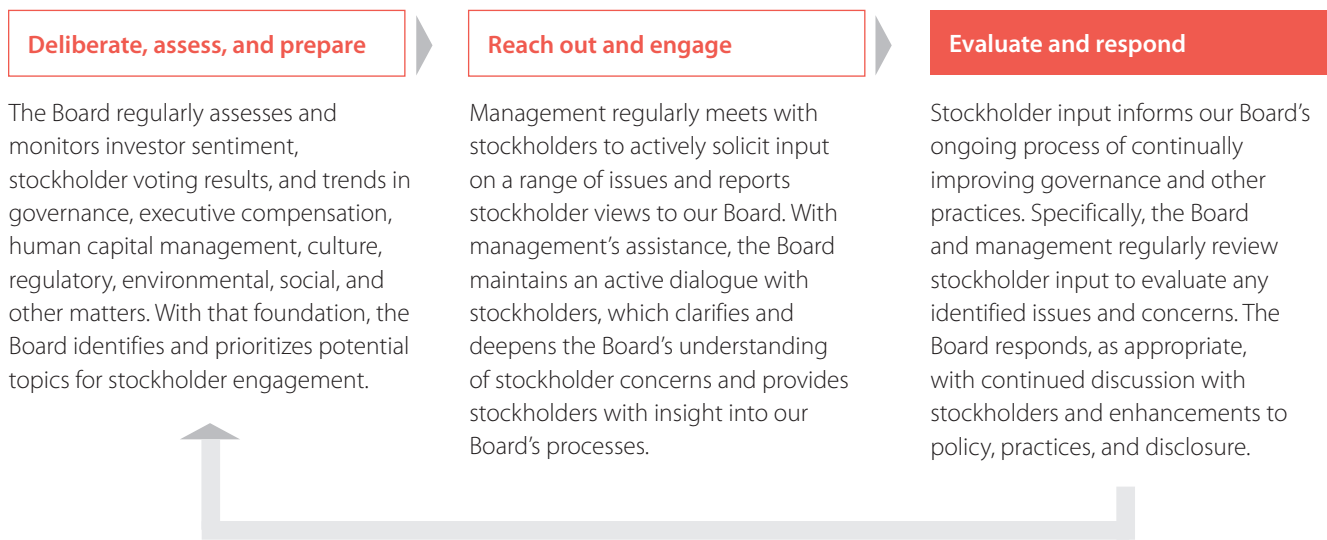 Deliberate, assess, and prepare
The Board regularly assesses and
monitors investor sentiment,
stockholder voting results, and trends in
governance, executive compensation,
human capital management, culture,
regulatory, environmental, social, and
other matters. With that foundation, the
Board identifies and prioritizes potential
topics for stockholder engagement.
Reach out and engage
Management regularly meets with
stockholders to actively solicit input
on a range of issues and reports
stockholder views to our Board. With
management’s assistance, the Board
maintains an active dialogue with
stockholders, which clarifies and
deepens the Board’s understanding
of stockholder concerns and provides
stockholders with insight into our
Board’s processes.
Evaluate and respond
Stockholder input informs our Board’s
ongoing process of continually
improving governance and other
practices. Specifically, the Board
and management regularly review
stockholder input to evaluate any
identified issues and concerns. The
Board responds, as appropriate,
with continued discussion with
stockholders and enhancements to
policy, practices, and disclosure.